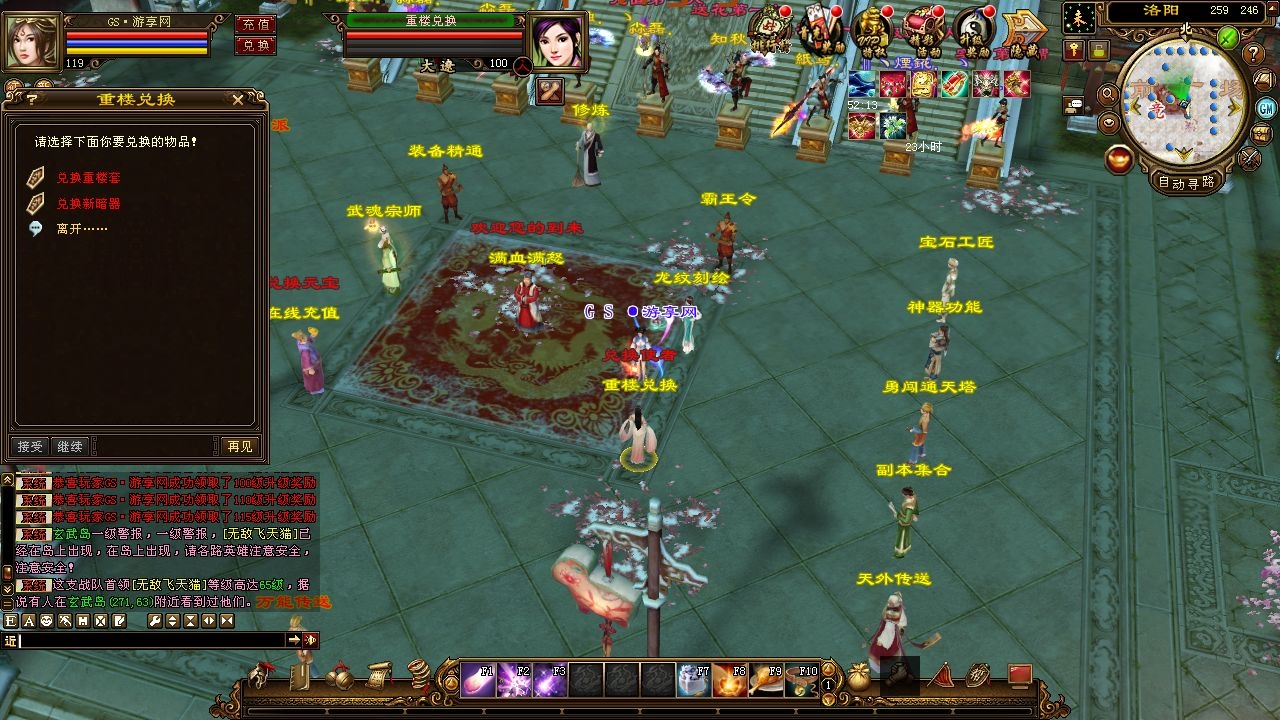 GS·游享网
充值
兑换
119
重楼兑换
大遼
100
森磊
知秋
52:13
23小时
洛阳
259 246
北
GM
自动寻路
重楼兑换
请选择下面你要兑换的物品!
兑换重楼套
兑换新暗器
离开……
接受
继续
再见
修炼
装备精通
武魂宗师
欢迎您的到来
满血满怒
霸王令
龙纹刻绘
GS●游享网
兑换使者
重楼兑换
兑换元宝
在线充值
宝石工匠
神器功能
勇闯通天塔
副本集合
天外传送
万能传送
恭喜玩家GS·游享网成功领取了100级升级奖励
恭喜玩家GS·游享网成功领取了110级升级奖励
恭喜玩家GS·游享网成功领取了115级升级奖励
玄武岛一级警报,一级警报,[无敌飞天猫]已
经在岛上出现,在岛上出现,请各路英雄注意安全,
注意安全!
这支战队首领[无敌飞天猫]等级高达65级,据
说有人在玄武岛(271,63)附近看到过他们。
近
F1
F2
F3
F7
F8
F9
F10
1